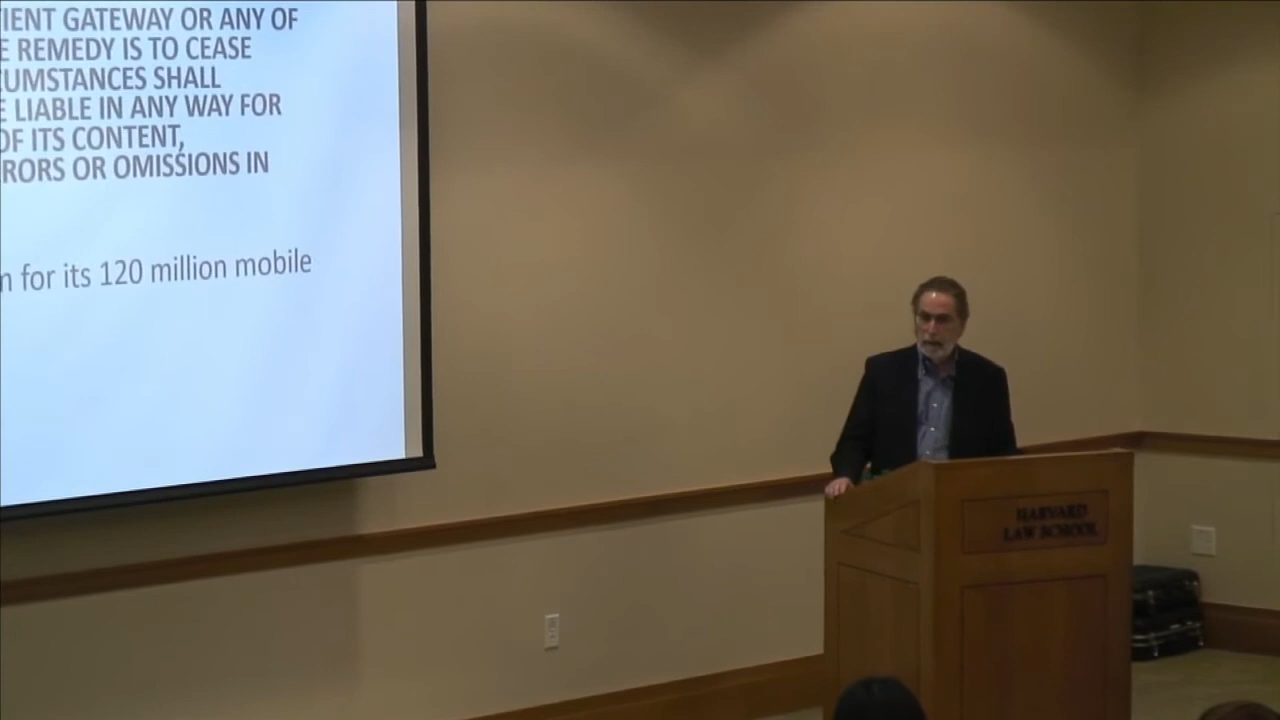 IENT GATEWAY OR ANY OF
E REMEDY IS TO CEASE
CUMSTANCES SHALL
E LIABLE IN ANY WAY FOR
OF ITS CONTENT,
RORS OR OMISSIONS IN
n for its 120 million mobile
HARVARD
LAW SCHOOL